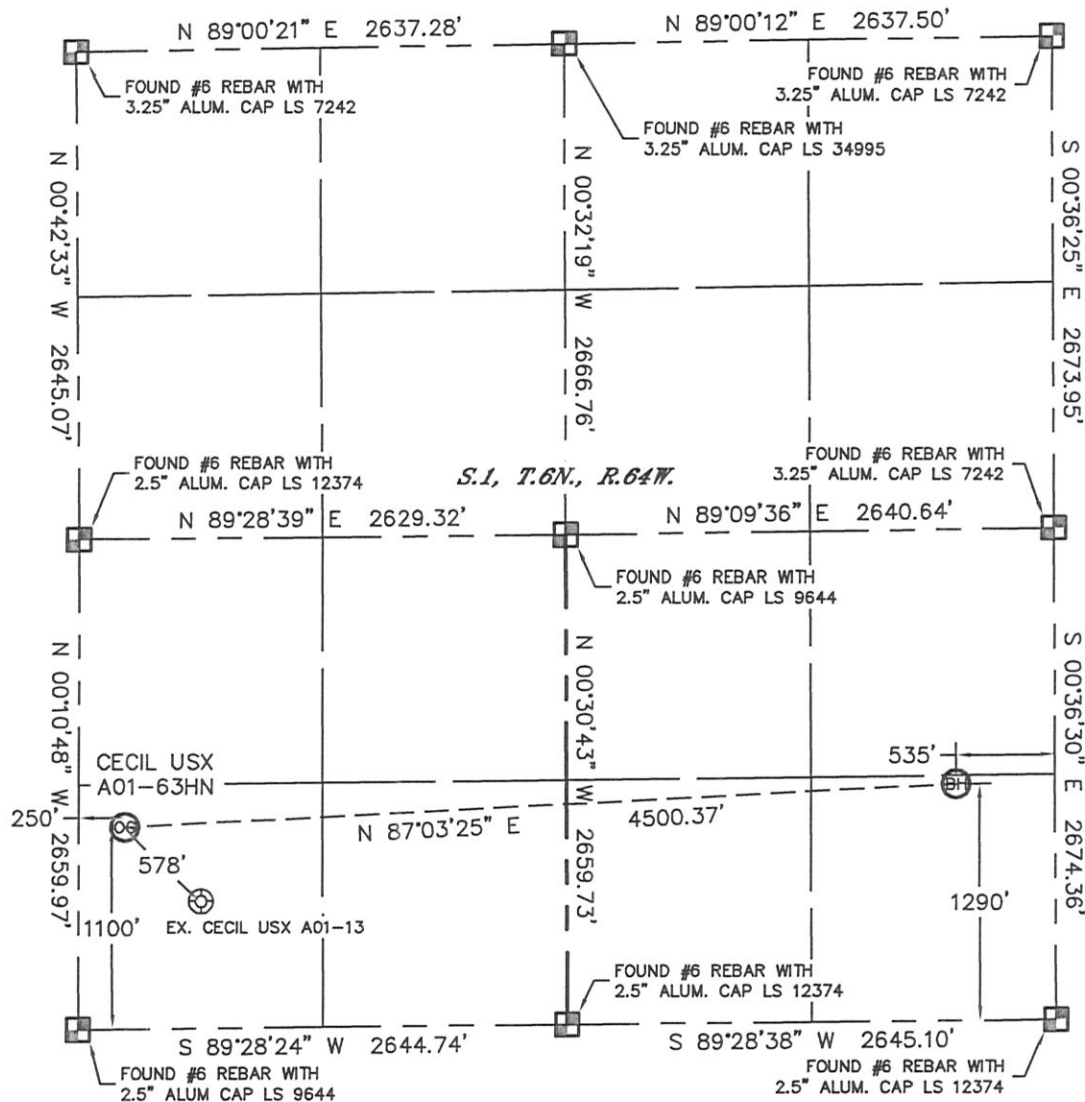 N 89°00'21" E 2637.28'
N 89°00'12" E 2637.50'
FOUND #6 REBAR WITH
3.25" ALUM. CAP LS 7242
FOUND #6 REBAR WITH
3.25" ALUM. CAP LS 34995
FOUND #6 REBAR WITH
3.25" ALUM. CAP LS 7242
N 00°42'33" W 2645.07'
N 00°32'19" W 2666.76'
S 00°36'25" E 2673.95'
FOUND #6 REBAR WITH
2.5" ALUM. CAP LS 12374
S.1, T.6N., R.64W.
FOUND #6 REBAR WITH
3.25" ALUM. CAP LS 7242
N 89°28'39" E 2629.32'
N 89°09'36" E 2640.64'
FOUND #6 REBAR WITH
2.5" ALUM. CAP LS 9644
N 00°10'48" W 2659.97'
N 00°30'43" W 2659.73'
S 00°36'30" E 2674.36'
CECIL USX
A01-63HN
535'
BH
250'
OG
N 87°03'25" E 4500.37'
578'
1100'
1290'
EX. CECIL USX A01-13
FOUND #6 REBAR WITH
2.5" ALUM. CAP LS 12374
S 89°28'24" W 2644.74'
S 89°28'38" W 2645.10'
FOUND #6 REBAR WITH
2.5" ALUM CAP LS 9644
FOUND #6 REBAR WITH
2.5" ALUM. CAP LS 12374